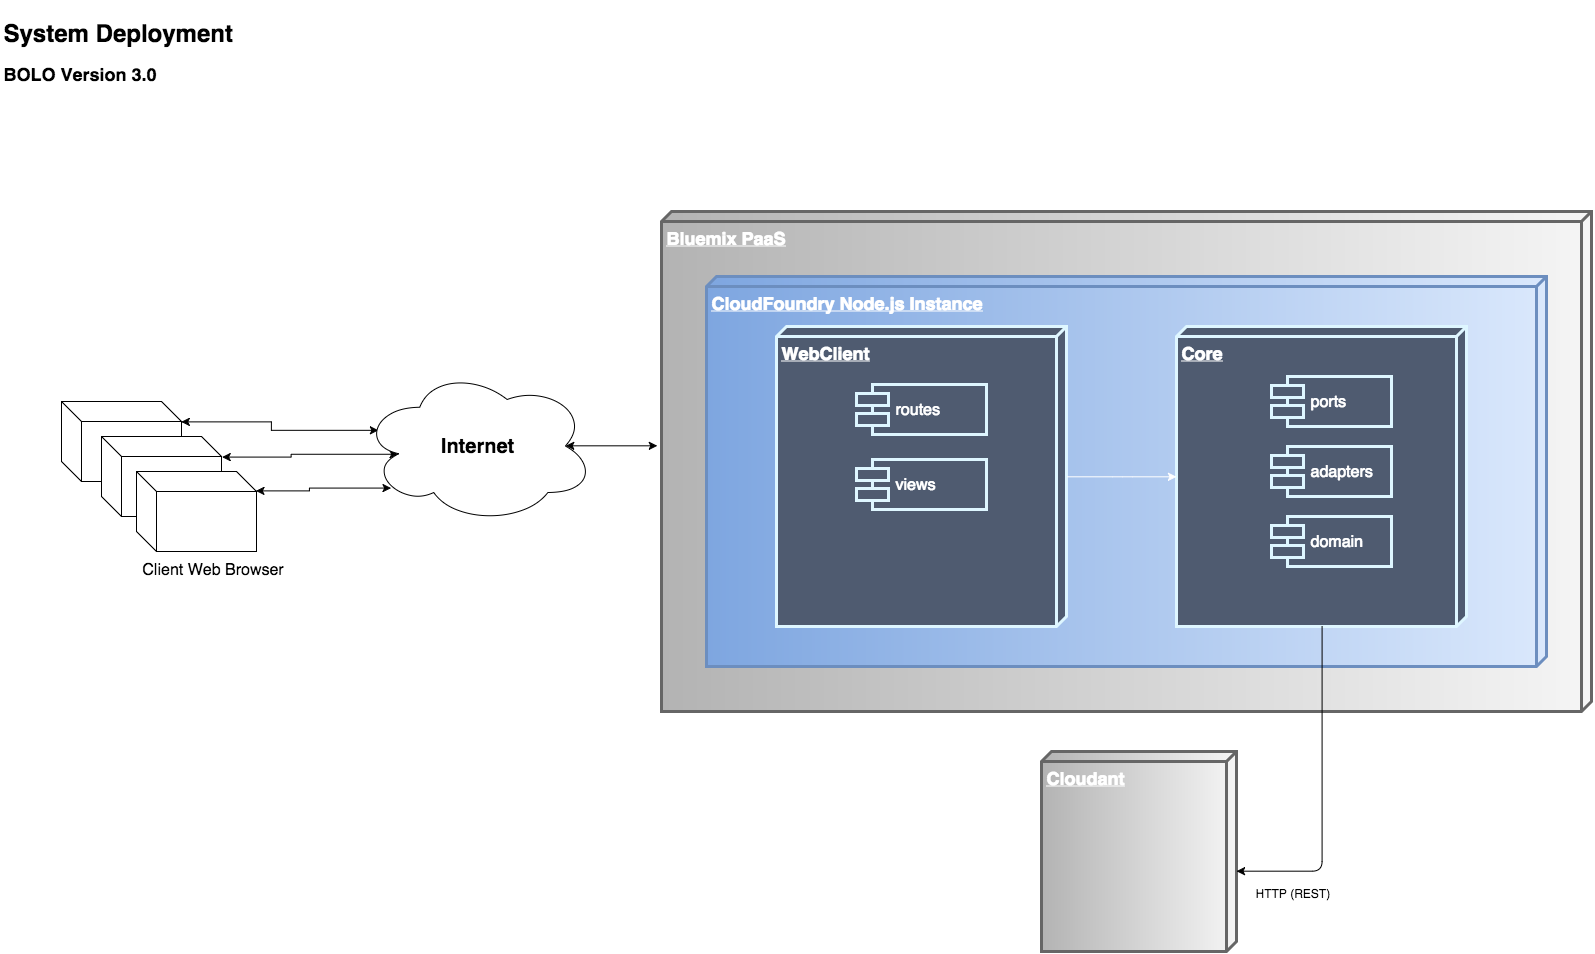 System Deployment
BOLO Version 3.0
Bluemix PaaS
CloudFoundry Node.js Instance
WebClient
routes
views
Core
ports
adapters
domain
Internet
Client Web Browser
Cloudant
HTTP (REST)